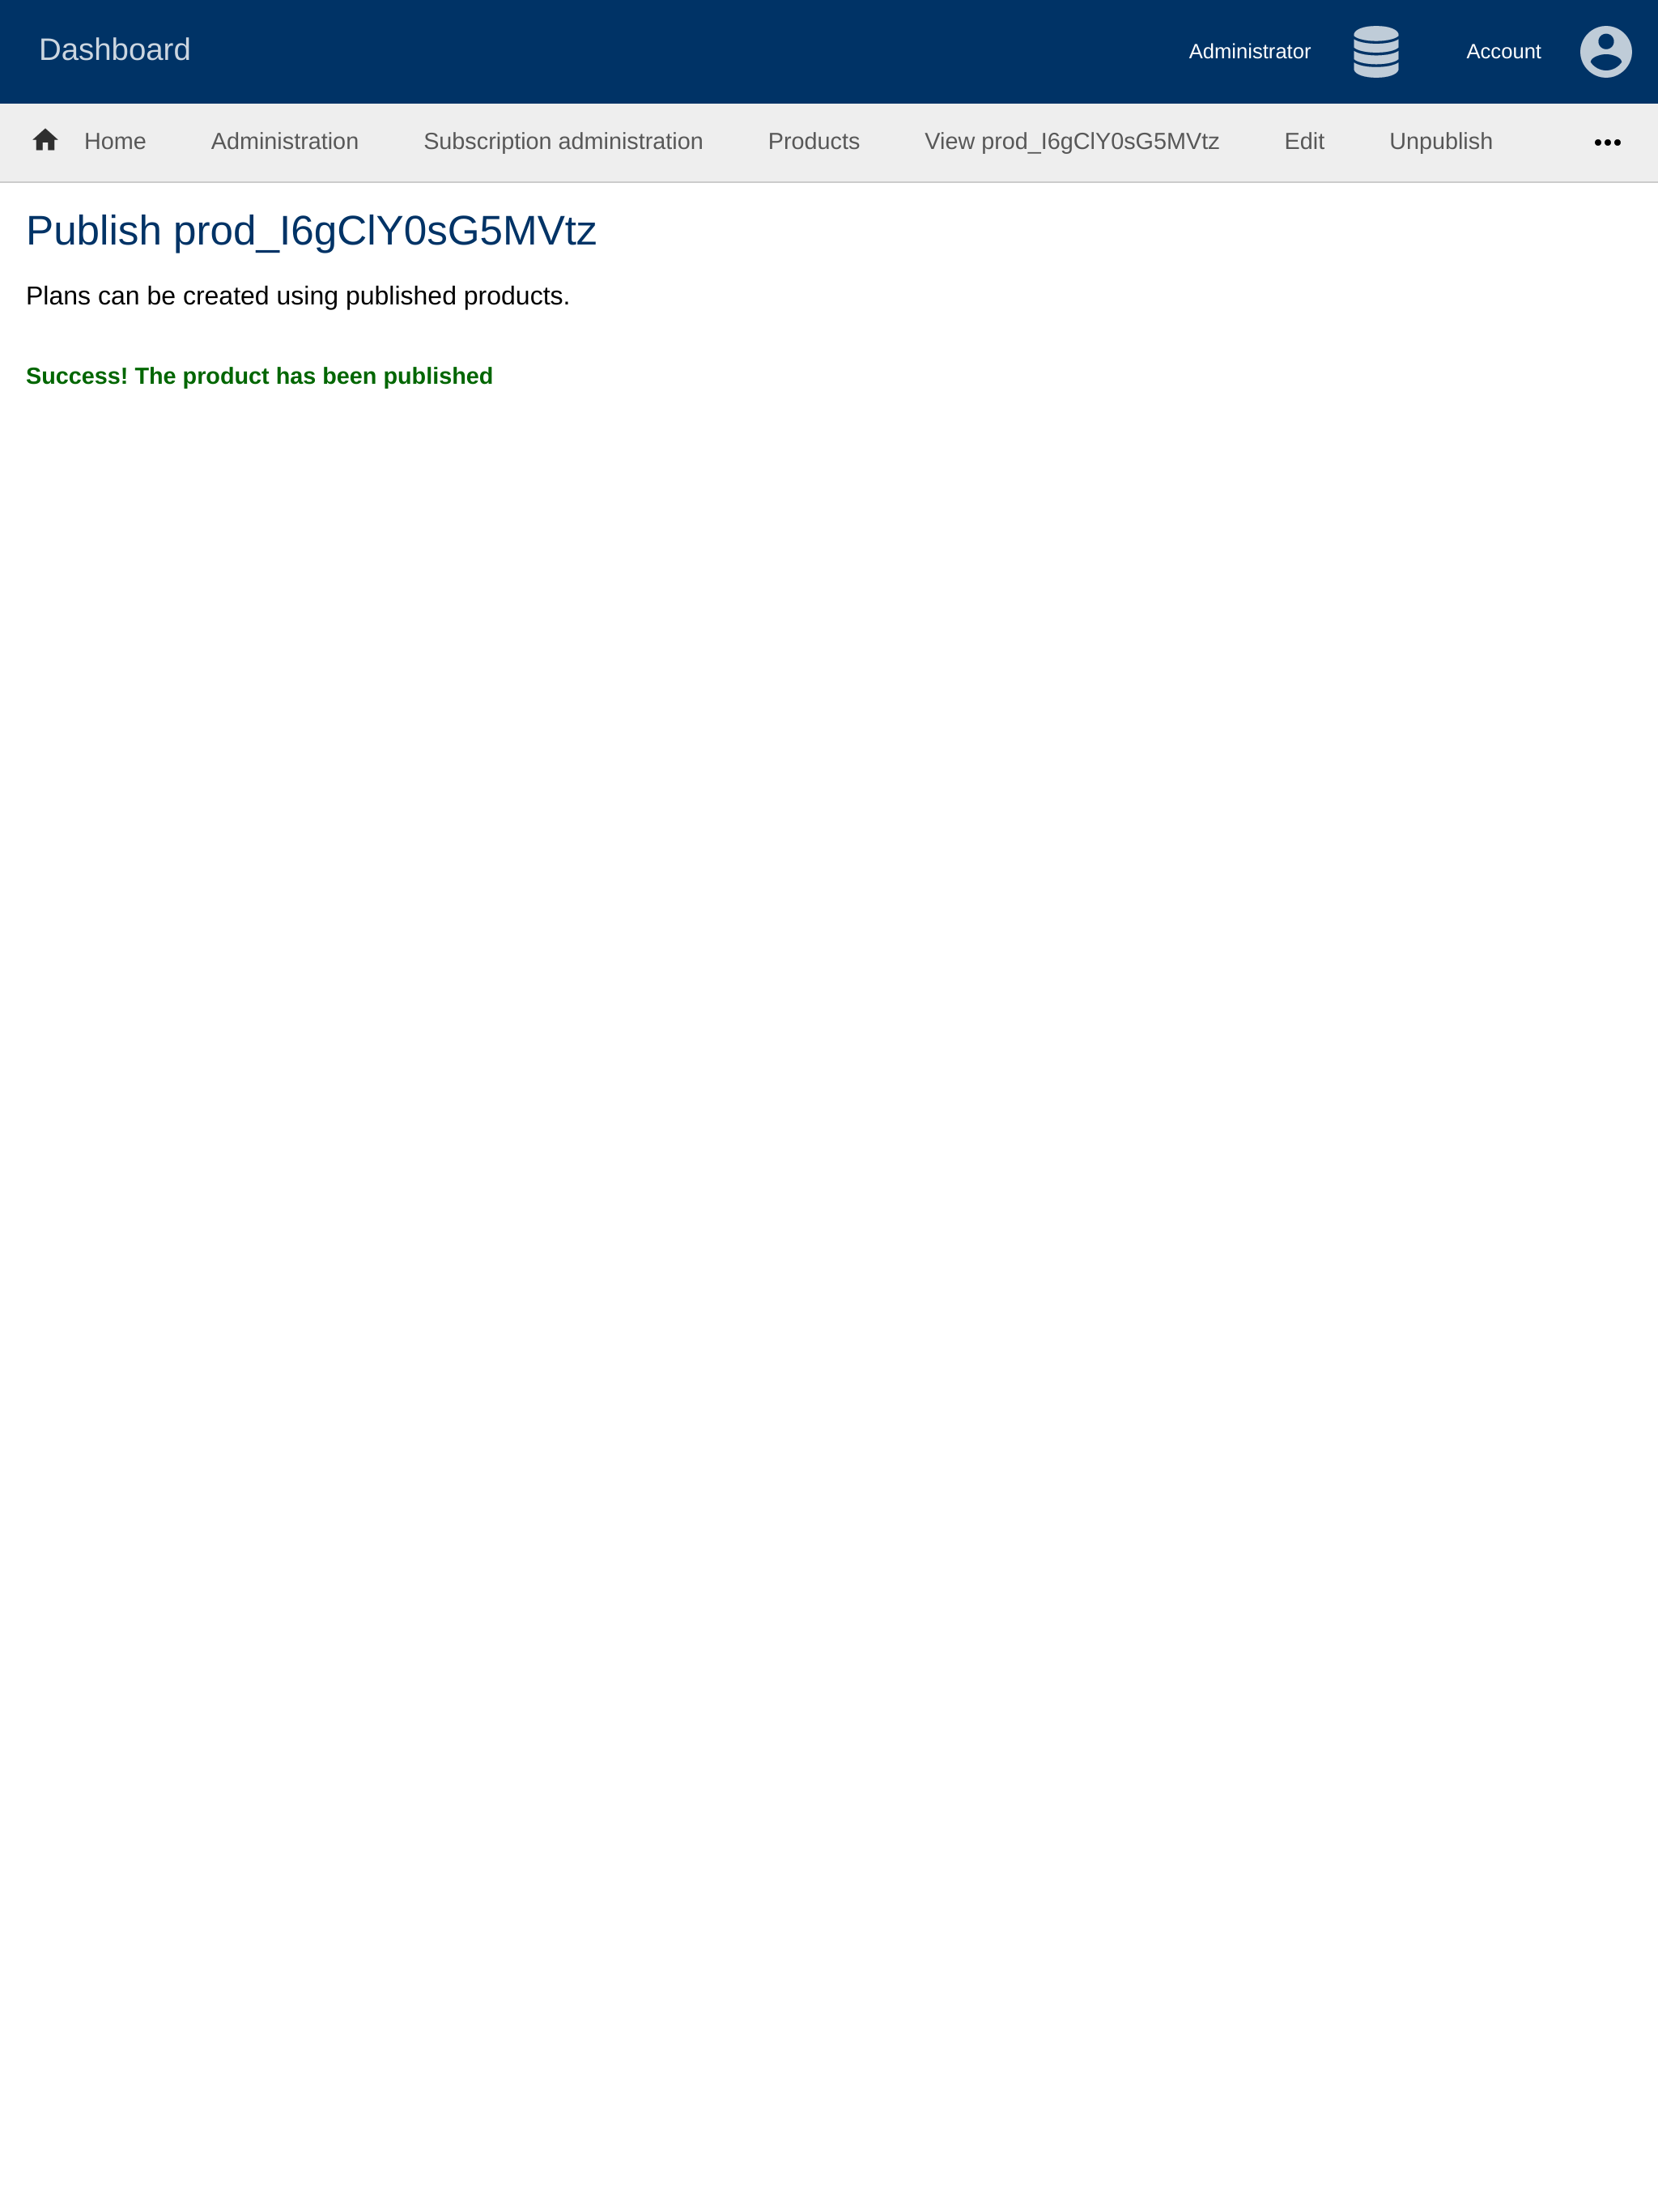 Dashboard
Administrator
Account
Home
Administration
Subscription administration
Products
View prod_I6gClY0sG5MVtz
Edit
Unpublish
Publish prod_I6gClY0sG5MVtz
Plans can be created using published products.
Success! The product has been published